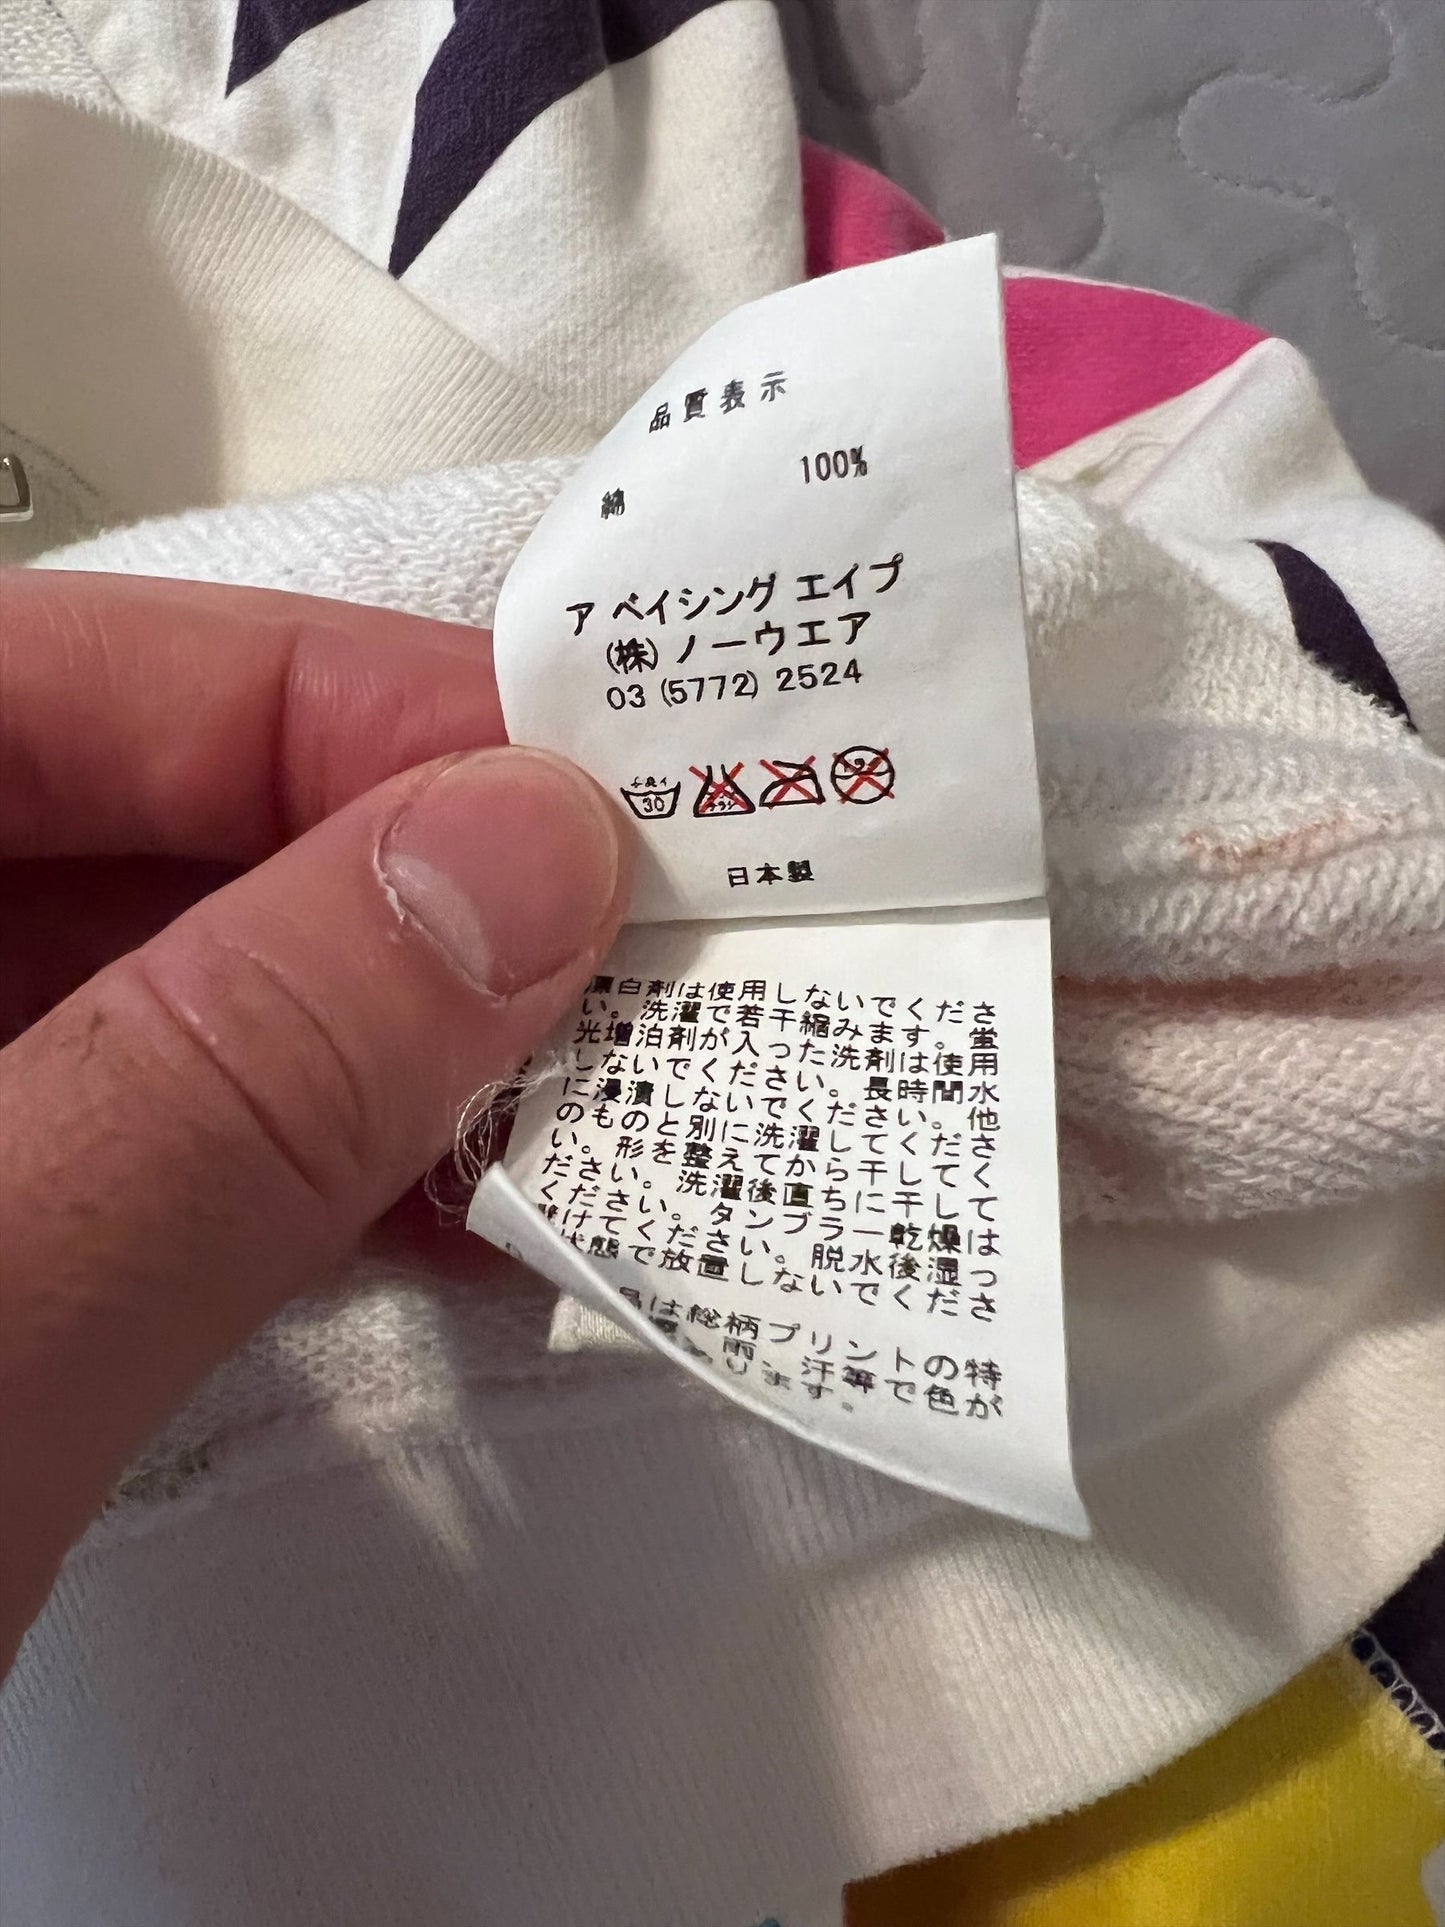 品質表示
綿 100%
ア ベイシング エイプ
(株) ノーウエア
03 (5772) 2524
30
日本製
漂白剤は使用しないでくださ
い。洗濯で若干縮みます。蛍
光増泊剤が入った洗剤は使用
しないでください。長時間水
に浸漬しないでください。他
のものと別に洗濯してくださ
い。形を整えてから干してく
ださい。洗濯後直ちに干して
ください。タンブラー乾燥は
避けてください。脱水後湿っ
状態で放置しないでくださ
品は総柄プリントの特
雨、汗等で色が
ります。